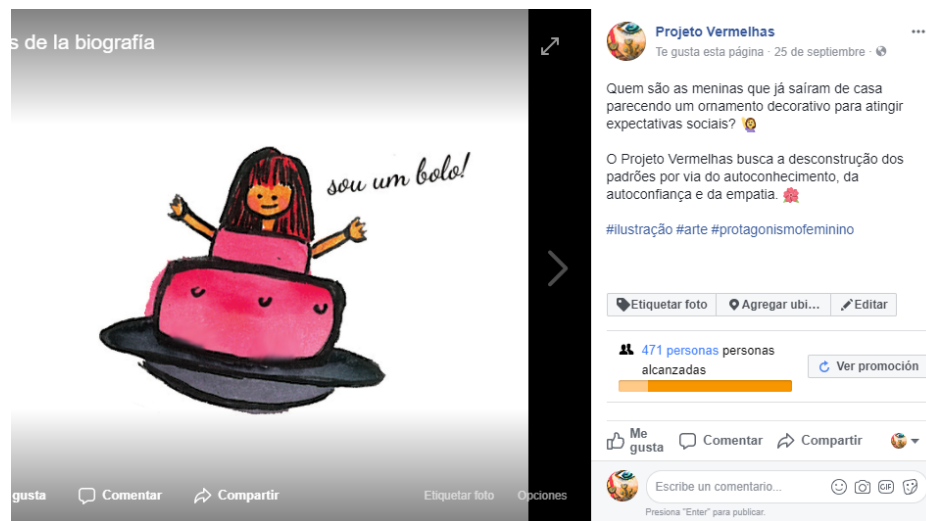 s de la biografía
sou um bolo!
gusta Comentar Compartir Etiquetar foto Opciones
Projeto Vermelhas
Te gusta esta página · 25 de septiembre ·
Quem são as meninas que já saíram de casa
parecendo um ornamento decorativo para atingir
expectativas sociais?
O Projeto Vermelhas busca a desconstrução dos
padrões por via do autoconhecimento, da
autoconfiança e da empatia.
#ilustração #arte #protagonismofeminino
Etiquetar foto Agregar ubi... Editar
471 personas personas
alcanzadas
Ver promoción
Me
gusta
Comentar Compartir
Escribe un comentario...
GIF
Presiona "Enter" para publicar.